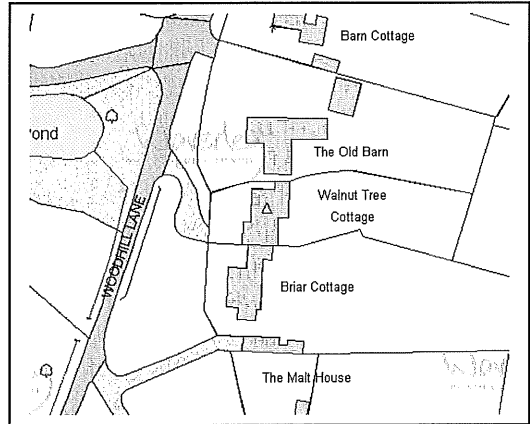 Barn Cottage
ond
The Old Barn
Walnut Tree
Cottage
WOODHILL LANE
Briar Cottage
The Malt House